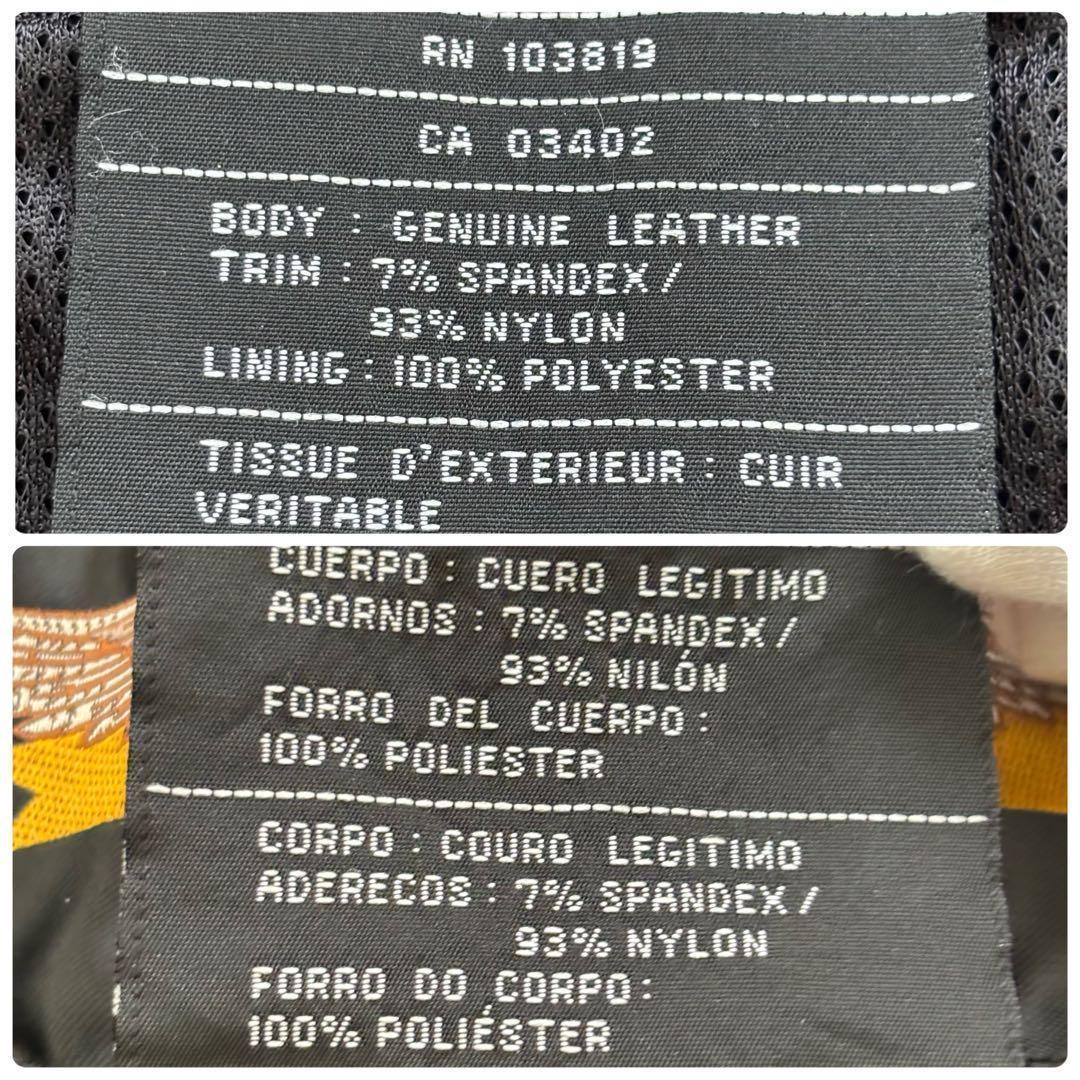 RN 103819
CA 03402
BODY : GENUINE LEATHER
TRIM : 7% SPANDEX /
93% NYLON
LINING : 100% POLYESTER
TISSUE D'EXTERIEUR : CUIR
VERITABLE
CUERPO : CUERO LEGITIMO
ADORNOS : 7% SPANDEX /
93% NILÓN
FORRO DEL CUERPO :
100% POLIESTER
CORPO : COURO LEGITIMO
ADERECOS : 7% SPANDEX /
93% NYLON
FORRO DO CORPO :
100% POLIÉSTER